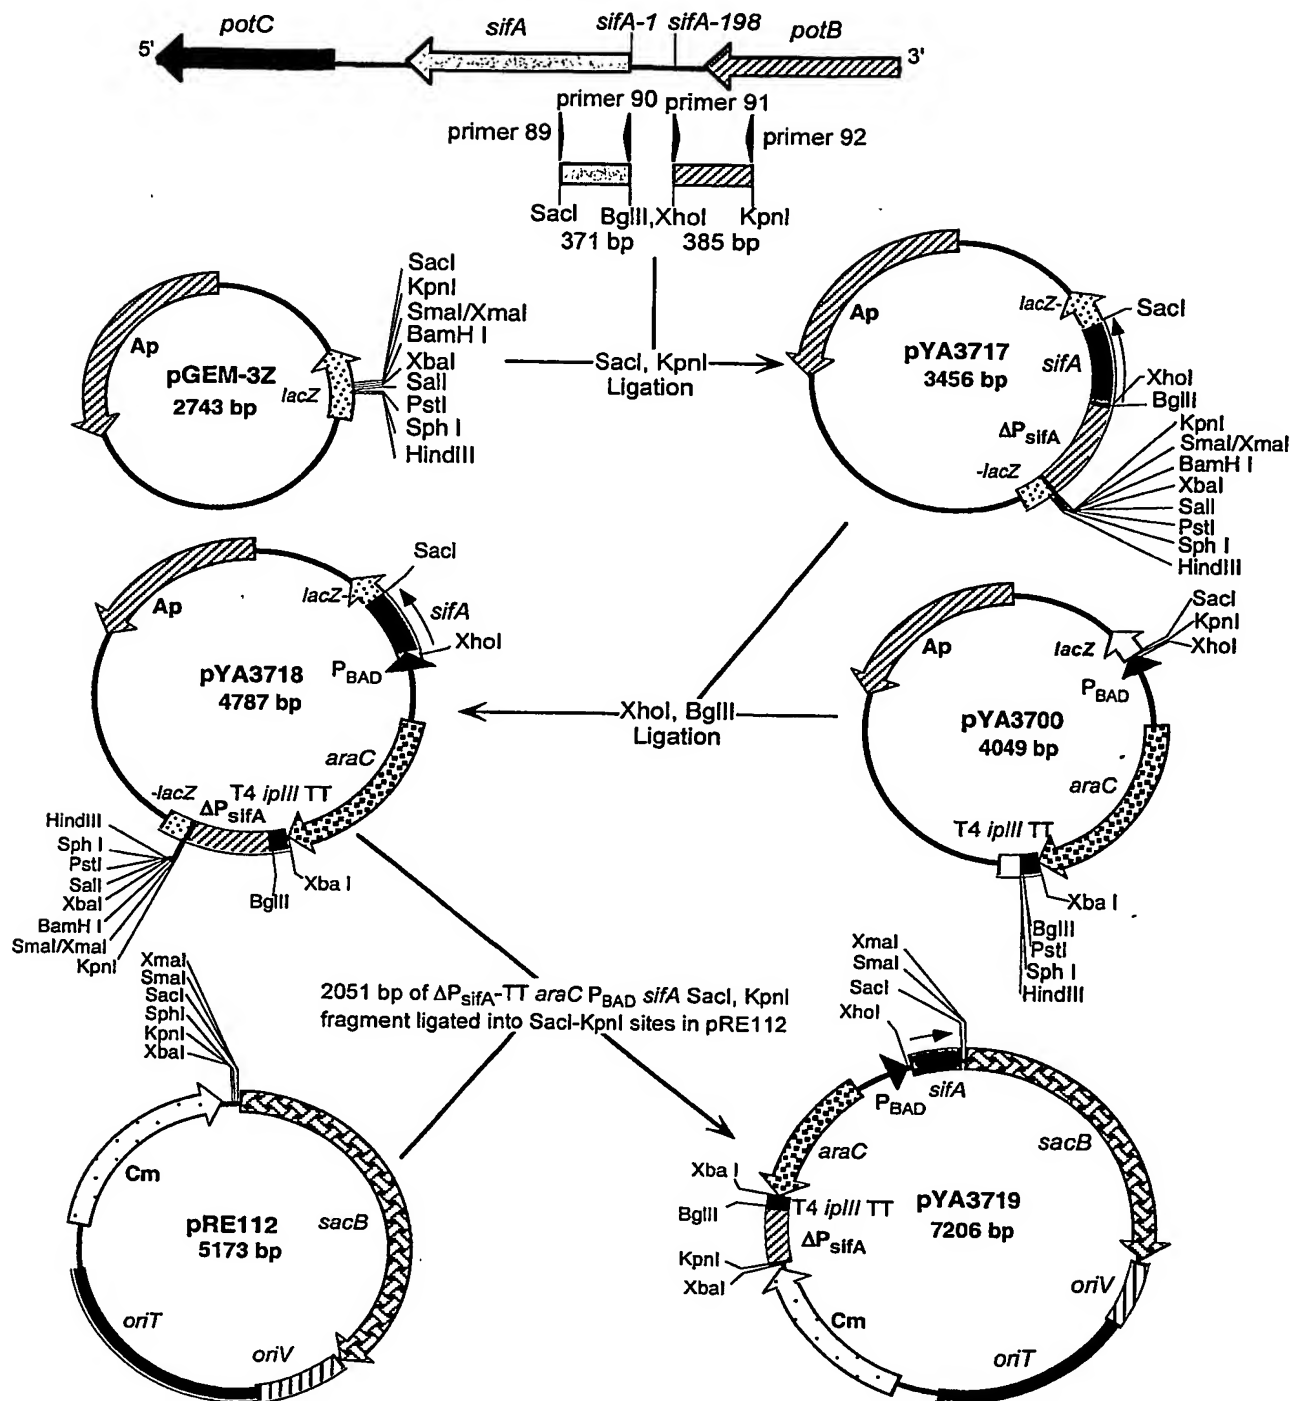 potC
sifA
sifA-1
sifA-198
potB
5'
3'
primer 90
primer 91
primer 89
primer 92
SacI
BglII,XhoI
KpnI
371 bp
385 bp
SacI
KpnI
SmaI/XmaI
BamH I
XbaI
SalI
PstI
Sph I
HindIII
Ap
pGEM-3Z
2743 bp
lacZ
SacI, KpnI
Ligation
Ap
lacZ-
SacI
pYA3717
3456 bp
sifA
XhoI
BglII
ΔPsifA
-lacZ
KpnI
SmaI/XmaI
BamH I
XbaI
SalI
PstI
Sph I
HindIII
SacI
lacZ-
sifA
Ap
XhoI
PBAD
pYA3718
4787 bp
araC
T4 ipIII TT
-lacZ
ΔPsifA
HindIII
Sph I
PstI
SalI
XbaI
BamH I
SmaI/XmaI
KpnI
BglII
Xba I
XhoI, BglII
Ligation
SacI
KpnI
XhoI
lacZ
Ap
PBAD
pYA3700
4049 bp
araC
T4 ipIII TT
Xba I
BglII
PstI
Sph I
HindIII
2051 bp of ΔPsifA-TT araC PBAD sifA SacI, KpnI
fragment ligated into SacI-KpnI sites in pRE112
XmaI
SmaI
SacI
SphI
KpnI
XbaI
Cm
pRE112
5173 bp
sacB
oriT
oriV
XmaI
SmaI
SacI
XhoI
sifA
PBAD
araC
sacB
Xba I
BglII
T4 ipIII TT
pYA3719
7206 bp
ΔPsifA
KpnI
XbaI
Cm
oriV
oriT